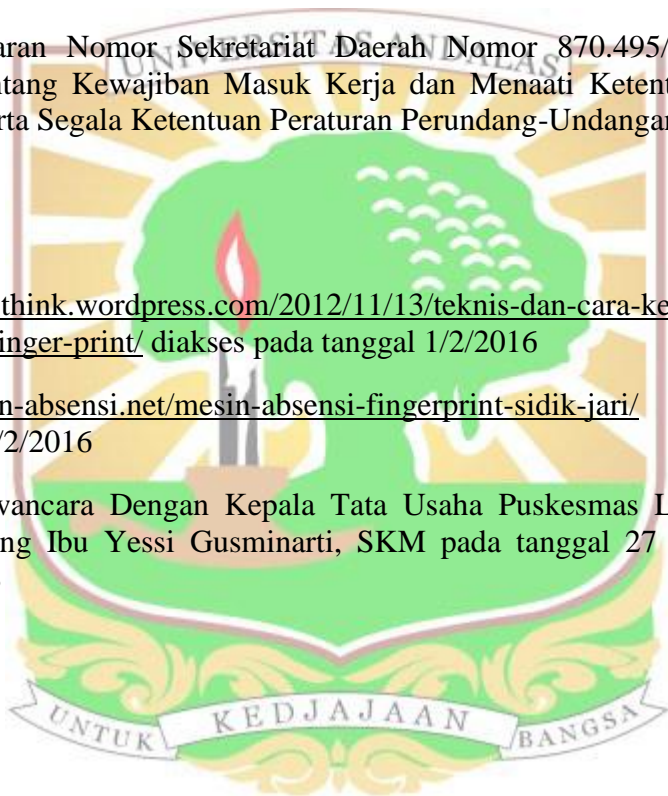 UNIVERSITAS ANDALAS
aran Nomor Sekretariat Daerah Nomor 870.495/
ntang Kewajiban Masuk Kerja dan Menaati Ketent
rta Segala Ketentuan Peraturan Perundang-Undangan
think.wordpress.com/2012/11/13/teknis-dan-cara-ke
inger-print/ diakses pada tanggal 1/2/2016
n-absensi.net/mesin-absensi-fingerprint-sidik-jari/
/2/2016
wancara Dengan Kepala Tata Usaha Puskesmas L
ng Ibu Yessi Gusminarti, SKM pada tanggal 27
UNTUK KEDJAJAAN BANGSA